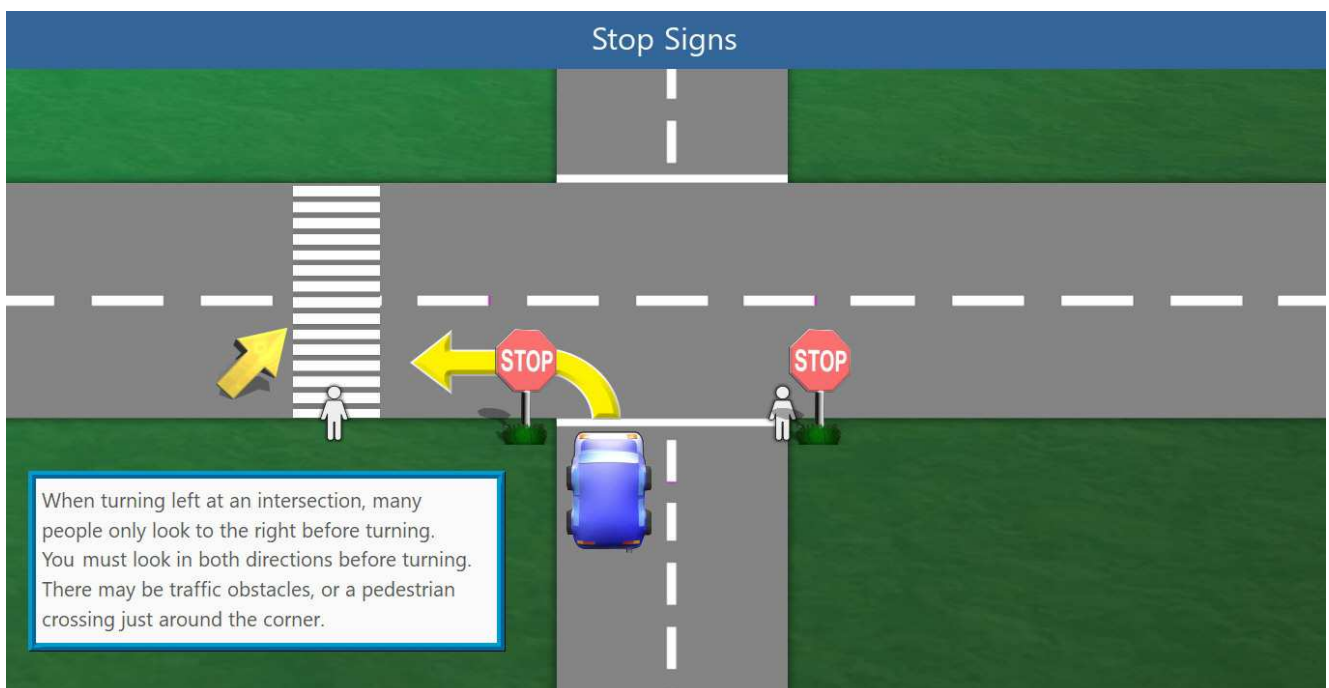 Stop Signs
STOP
STOP
When turning left at an intersection, many
people only look to the right before turning.
You must look in both directions before turning.
There may be traffic obstacles, or a pedestrian
crossing just around the corner.